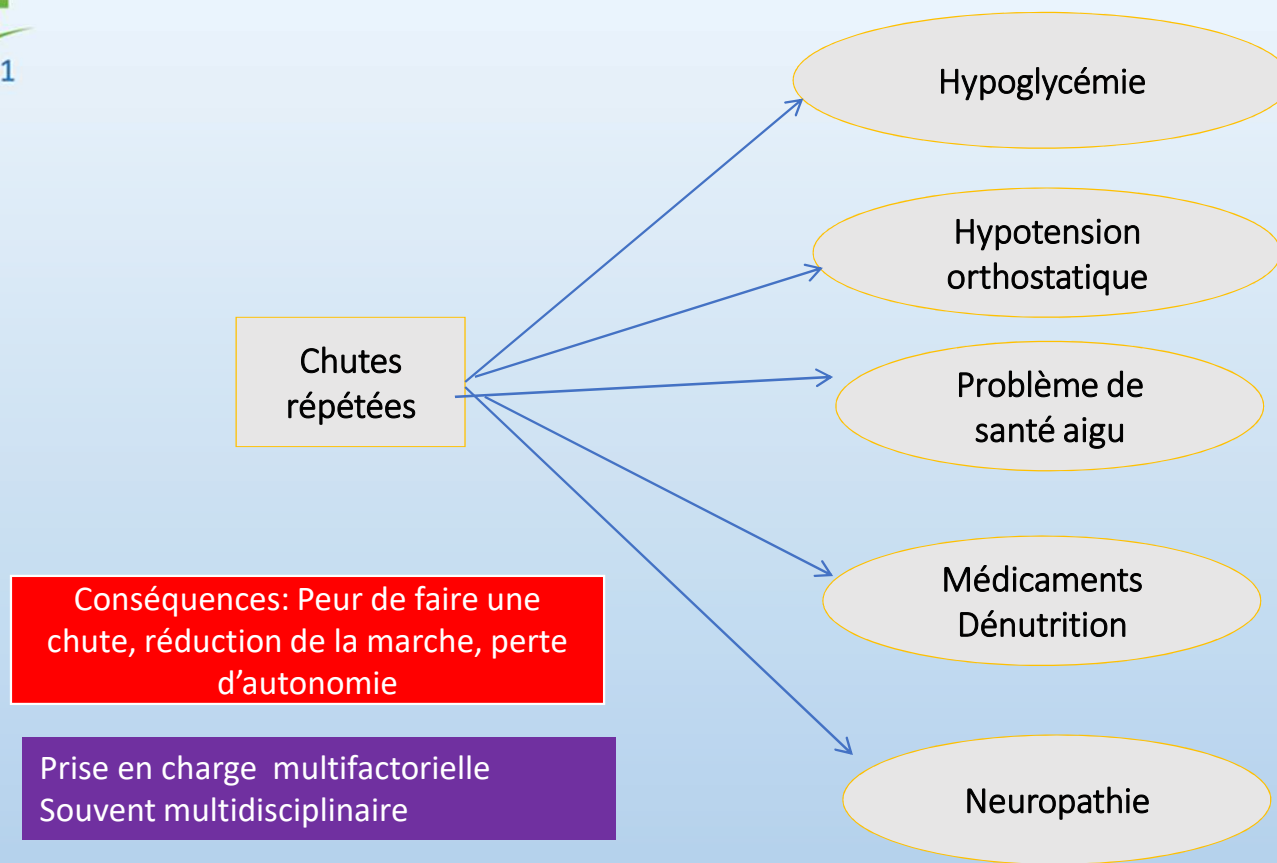 1
Hypoglycémie
Hypotension
orthostatique
Chutes
répétées
Problème de
santé aigu
Médicaments
Dénutrition
Conséquences: Peur de faire une
chute, réduction de la marche, perte
d’autonomie
Prise en charge  multifactorielle
Souvent multidisciplinaire
Neuropathie